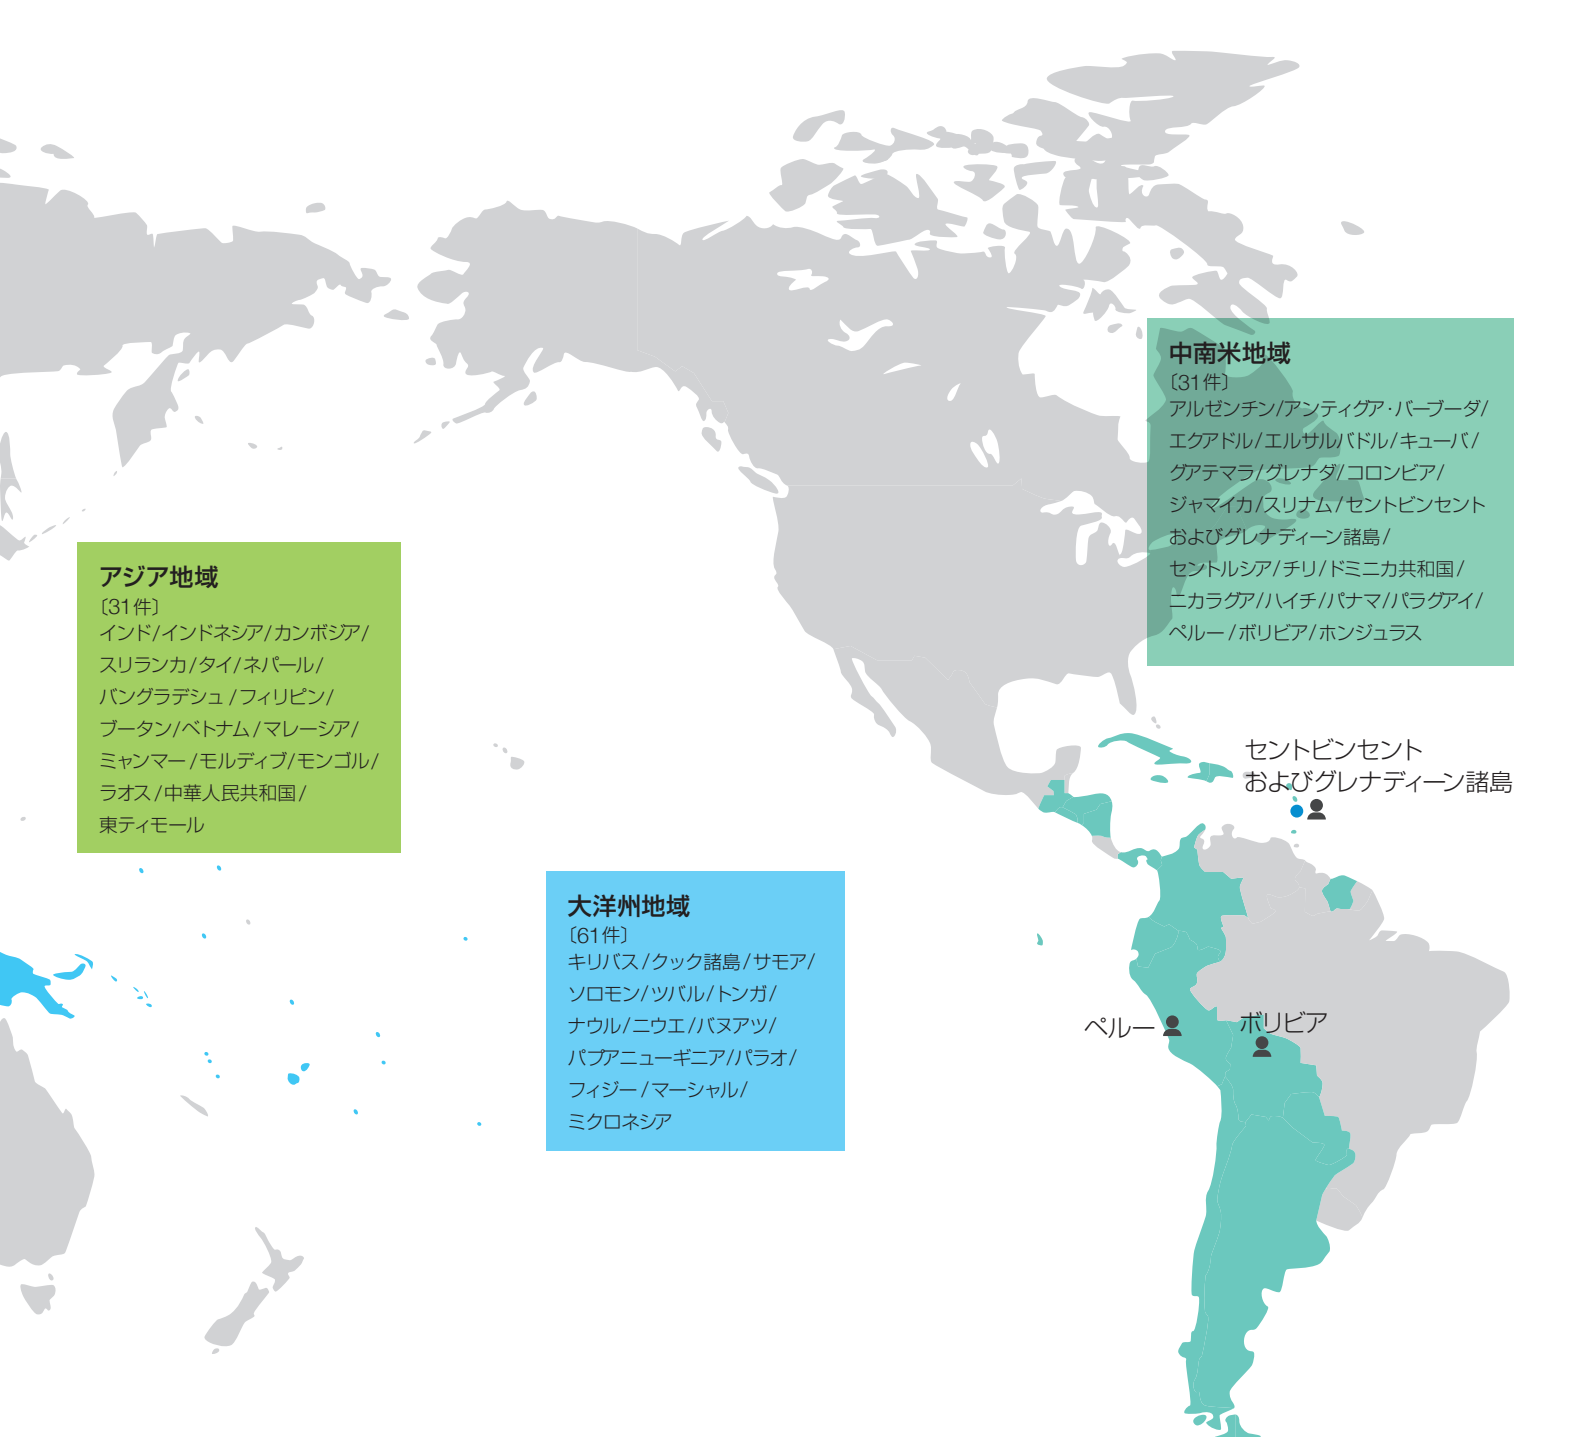 中南米地域
〔31件〕
アルゼンチン/アンティグア・バーブーダ/
エクアドル/エルサルバドル/キューバ/
グアテマラ/グレナダ/コロンビア/
ジャマイカ/スリナム/セントビンセント
およびグレナディーン諸島/
セントルシア/チリ/ドミニカ共和国/
ニカラグア/ハイチ/パナマ/パラグアイ/
ペルー/ボリビア/ホンジュラス
アジア地域
〔31件〕
インド/インドネシア/カンボジア/
スリランカ/タイ/ネパール/
バングラデシュ/フィリピン/
ブータン/ベトナム/マレーシア/
ミャンマー/モルディブ/モンゴル/
ラオス/中華人民共和国/
東ティモール
セントビンセント
およびグレナディーン諸島
大洋州地域
〔61件〕
キリバス/クック諸島/サモア/
ソロモン/ツバル/トンガ/
ナウル/ニウエ/バヌアツ/
パプアニューギニア/パラオ/
フィジー/マーシャル/
ミクロネシア
ペルー
ボリビア